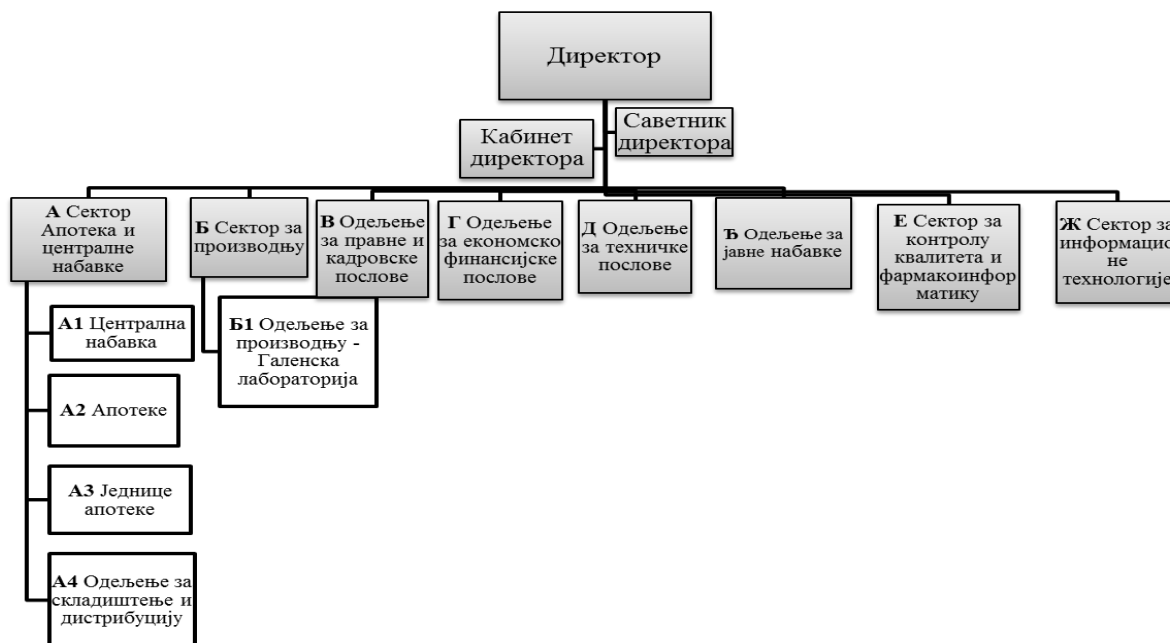 Директор
Кабинет
директора
Саветник
директора
А Сектор
Апотека и
централне
набавке
Б Сектор за
производњу
В Одељење
за правне и
кадровске
послове
Г Одељење
за економско
финансијске
послове
Д Одељење
за техничке
послове
Ђ Одељење за
јавне набавке
Е Сектор за
контролу
квалитета и
фармакоинфор
матику
Ж Сектор за
информацио
не
технологије
А1 Централна
набавка
А2 Апотеке
А3 Јединице
апотеке
А4 Одељење за
складиштење и
дистрибуцију
Б1 Одељење за
производњу -
Галенска
лабораторија